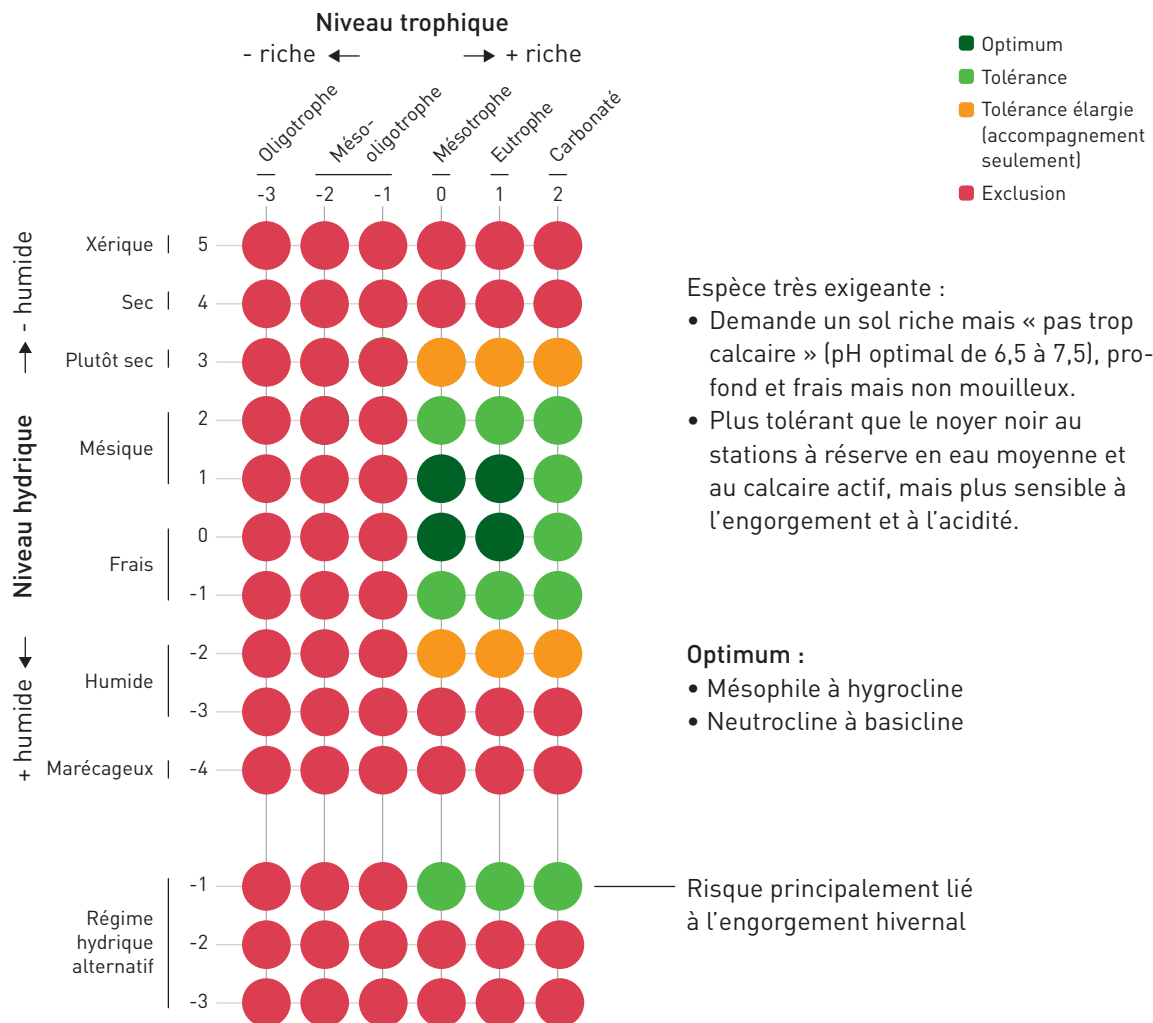 Niveau trophique
- riche
+ riche
Oligotrophe
Méso-
oligotrophe
Mésotrophe
Eutrophe
Carbonaté
-3
-2
-1
0
1
2
Optimum
Tolérance
Tolérance élargie
(accompagnement
seulement)
Exclusion
Niveau hydrique
- humide
+ humide
Xérique
5
Sec
4
Plutôt sec
3
Mésique
2
1
Frais
0
-1
Humide
-2
-3
Marécageux
-4
Régime
hydrique
alternatif
-1
-2
-3
Espèce très exigeante :
• Demande un sol riche mais « pas trop
calcaire » (pH optimal de 6,5 à 7,5), pro-
fond et frais mais non mouilleux.
• Plus tolérant que le noyer noir au
stations à réserve en eau moyenne et
au calcaire actif, mais plus sensible à
l’engorgement et à l’acidité.
Optimum :
• Mésophile à hygrocline
• Neutrocline à basicline
Risque principalement lié
à l’engorgement hivernal